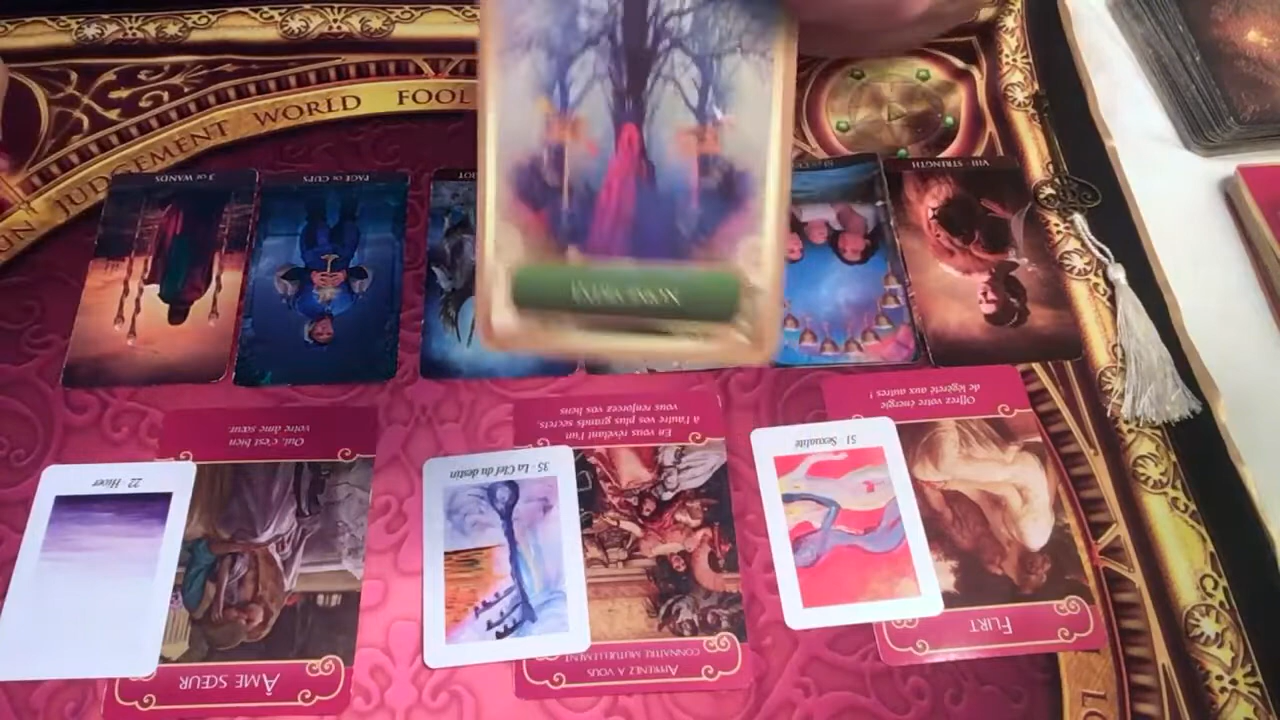 UN JUDGEMENT WORLD FOOL
3 OF WANDS
PAGE OF CUPS
VIII - STRENGTH
Oui, c'est bien
votre âme sœur.
22 - Hiver
ÂME SŒUR
En vous révélant l'un
à l'autre vos plus grands secrets,
vous renforcez vos liens
35 - La Clef du destin
APPRENEZ À VOUS
CONNAÎTRE MUTUELLEMENT
Offrez votre énergie
de légèreté aux autres !
51 - Sexualité
FLIRT